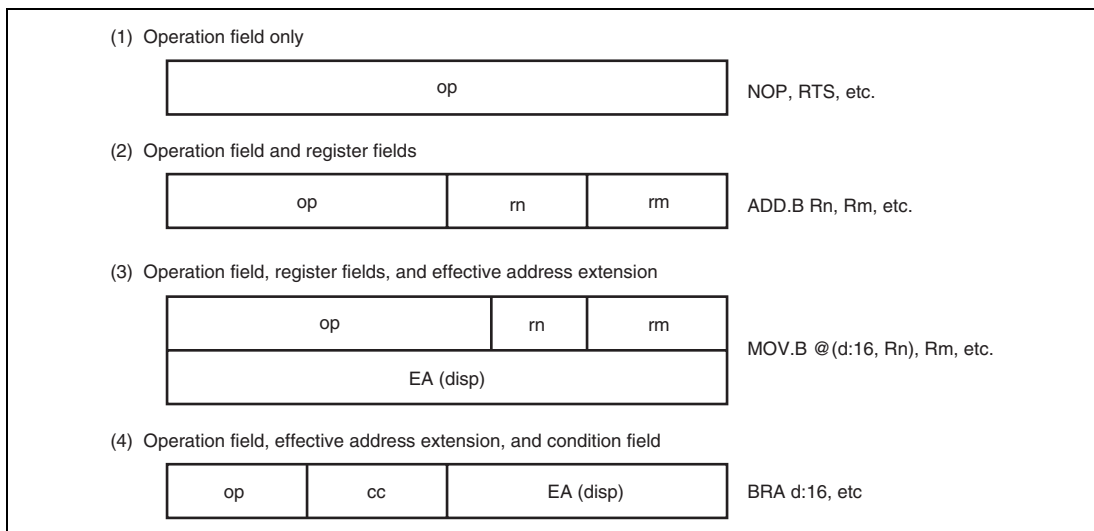 (1) Operation field only
op
NOP, RTS, etc.
(2) Operation field and register fields
op rn rm
ADD.B Rn, Rm, etc.
(3) Operation field, register fields, and effective address extension
op rn rm
MOV.B @(d:16, Rn), Rm, etc.
EA (disp)
(4) Operation field, effective address extension, and condition field
op cc EA (disp)
BRA d:16, etc